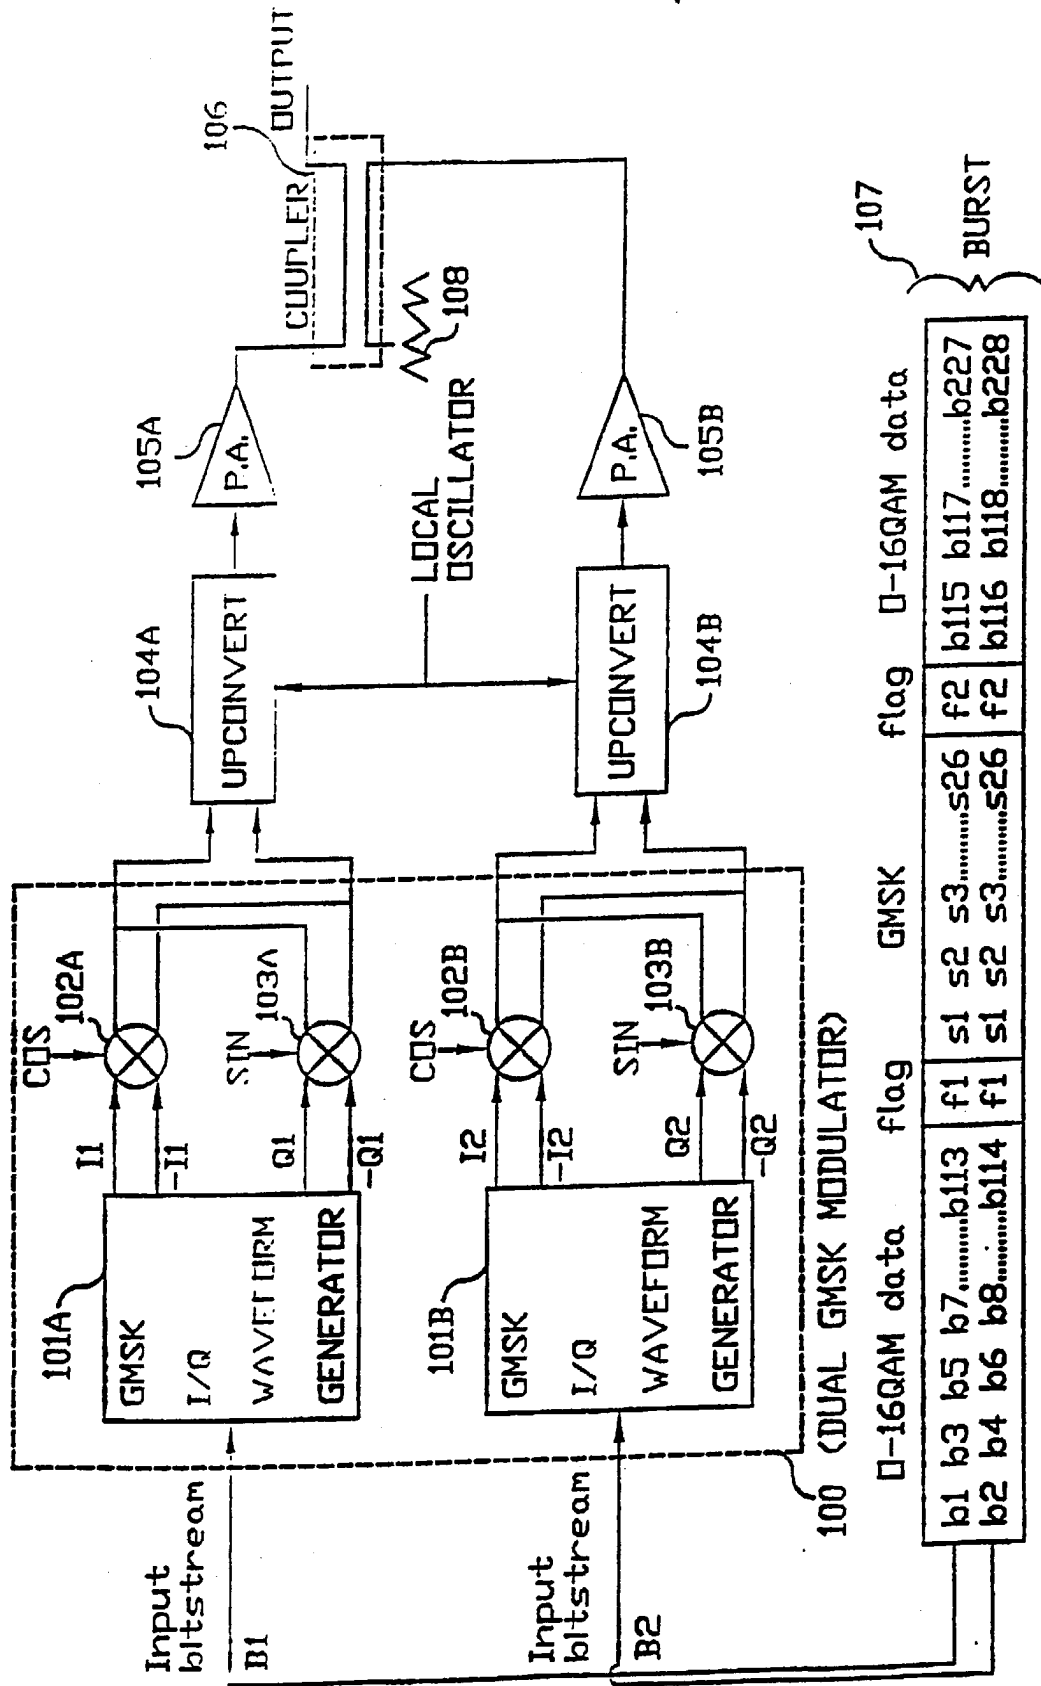 Input
bitstream
B1
101A
GMSK
I/Q
WAVEFORM
GENERATOR
I1
-I1
Q1
-Q1
COS
102A
SIN
103A
104A
UPCONVERT
105A
P.A.
COUPLER
106
OUTPUT
108
LOCAL
OSCILLATOR
Input
bitstream
B2
101B
GMSK
I/Q
WAVEFORM
GENERATOR
I2
-I2
Q2
-Q2
COS
102B
SIN
103B
UPCONVERT
104B
P.A.
105B
100 (DUAL GMSK MODULATOR)
O-16QAM data flag GMSK flag O-16QAM data
107
b1 b3 b5 b7..........b113 f1 s1 s2 s3..........s26 f2 b115 b117..........b227
b2 b4 b6 b8..........b114 f1 s1 s2 s3..........s26 f2 b116 b118..........b228
BURST